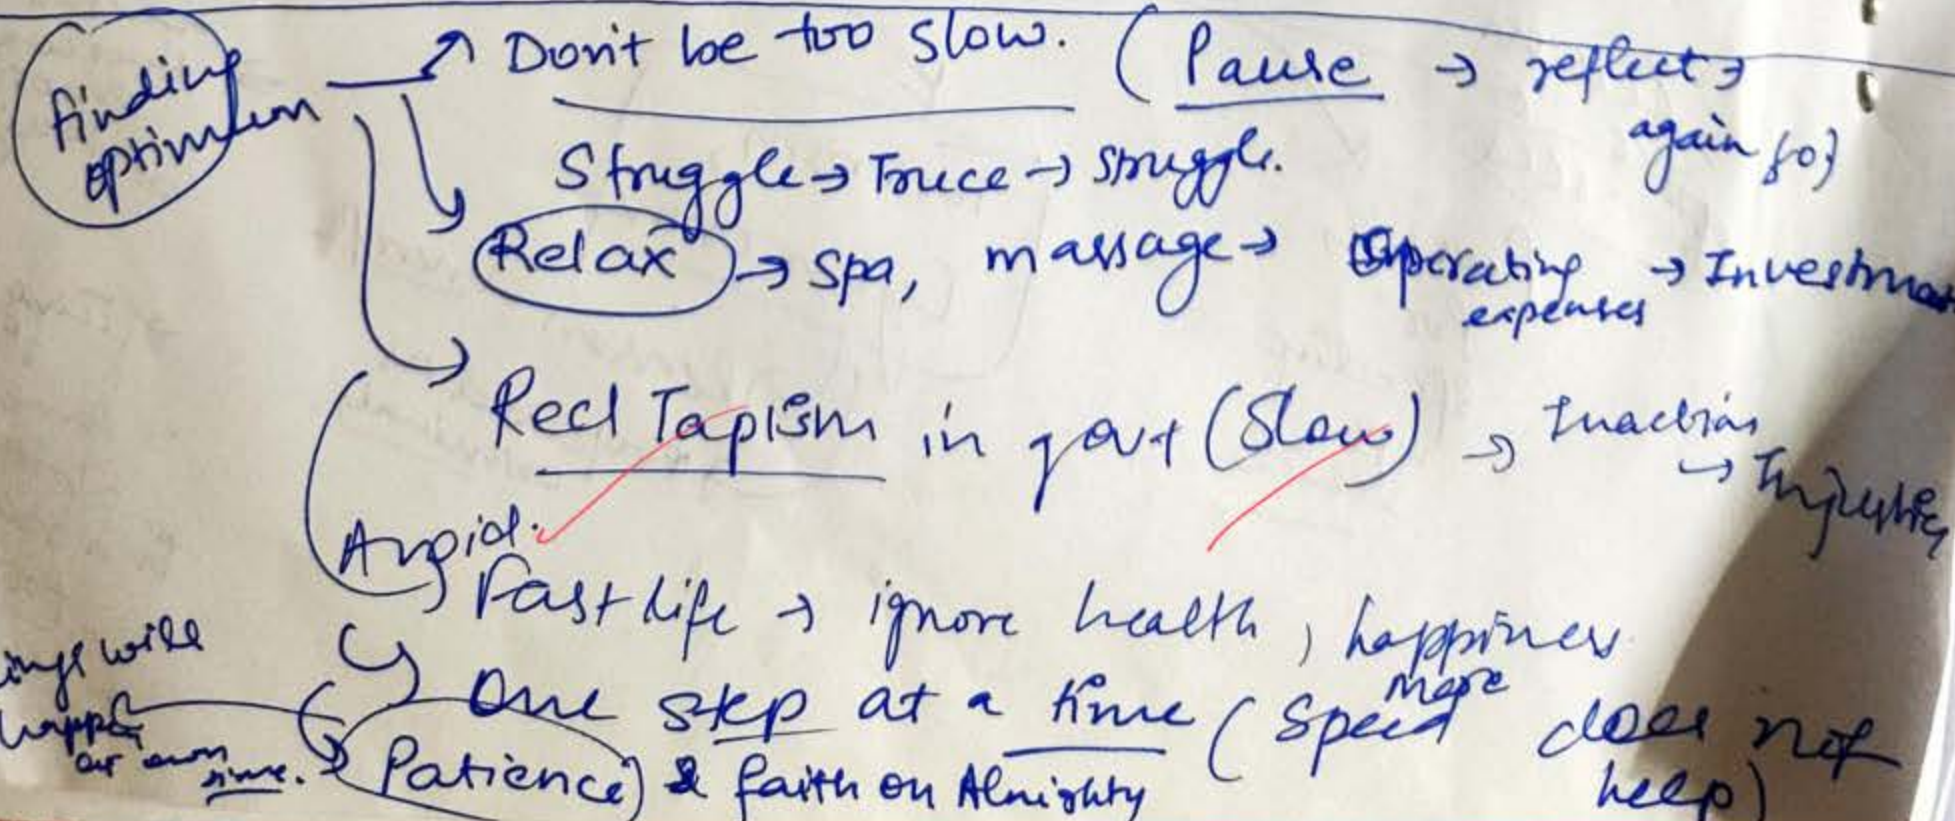 finding optimum → Don't be too slow. (Pause → reflect →
again go)
Struggle → Truce → Struggle.
Relax → spa, massage → Operating expenses → Investment
Red Tapism in govt (Slow) → Inaction
→ Injustice
Avoid.
Fast life → ignore health, happiness
One step at a time (more speed does not help)
will happen at own time.
Patience) & faith on Almighty